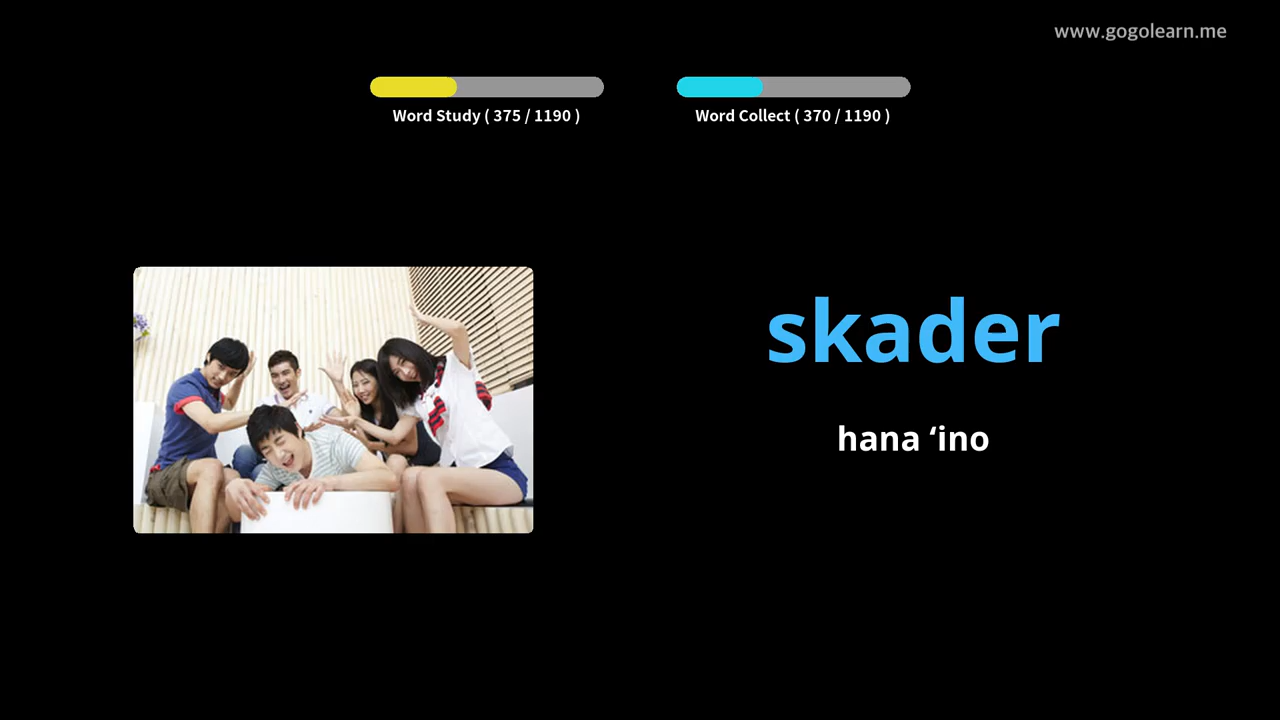 www.gogolearn.me
Word Study ( 375 / 1190 )
Word Collect ( 370 / 1190 )
skader
hana ‘ino